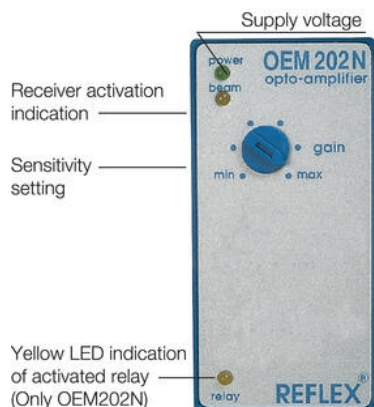 Supply voltage
power
OEM 202N
opto-amplifier
beam
Receiver activation
indication
gain
Sensitivity
setting
min
max
Yellow LED indication
of activated relay
(Only OEM202N)
relay
REFLEX®